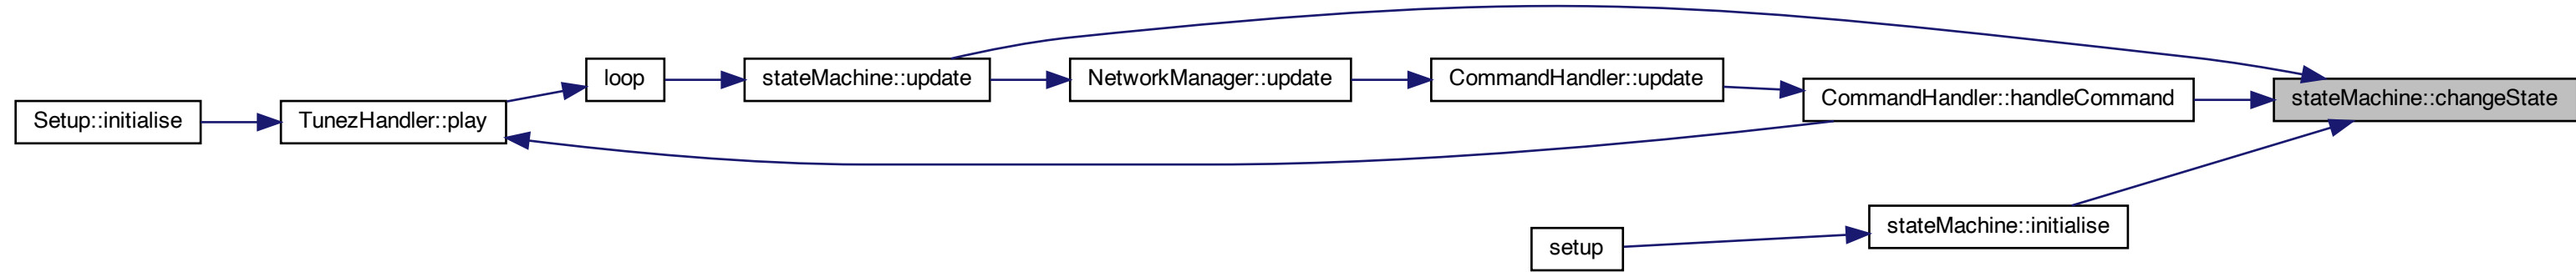 loop
stateMachine::update
NetworkManager::update
CommandHandler::update
CommandHandler::handleCommand
stateMachine::changeState
Setup::initialise
TunezHandler::play
stateMachine::initialise
setup